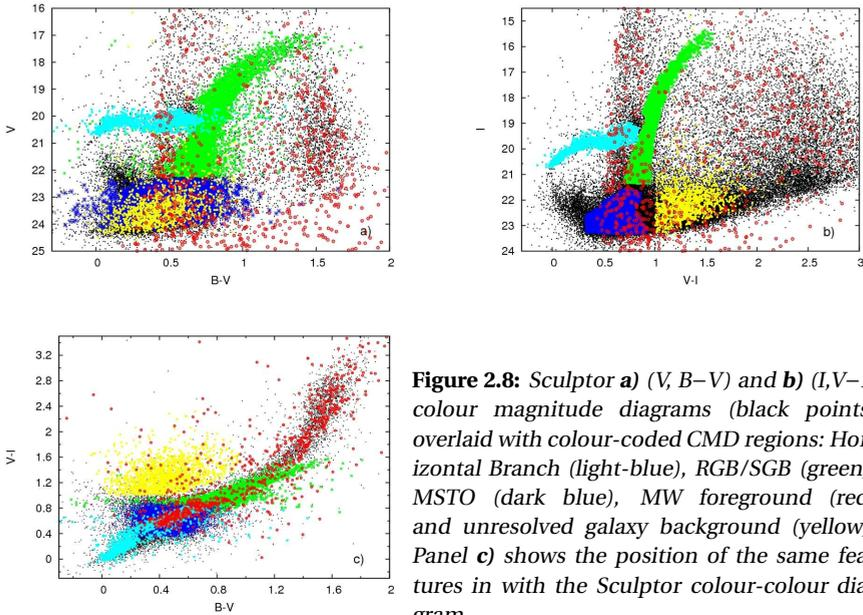 16
17
18
19
20
21
22
23
24
25
V
0 0.5 1 1.5 2
B-V
a)
15
16
17
18
19
20
21
22
23
24
I
0 0.5 1 1.5 2 2.5 3
V-I
b)
3.2
2.8
2.4
2
1.6
1.2
0.8
0.4
0
V-I
0 0.4 0.8 1.2 1.6 2
B-V
c)
Figure 2.8: Sculptor a) (V, B−V) and b) (I,V−
colour magnitude diagrams (black points
overlaid with colour-coded CMD regions: Hor
izontal Branch (light-blue), RGB/SGB (green
MSTO (dark blue), MW foreground (red
and unresolved galaxy background (yellow
Panel c) shows the position of the same fea
tures in with the Sculptor colour-colour dia
gram